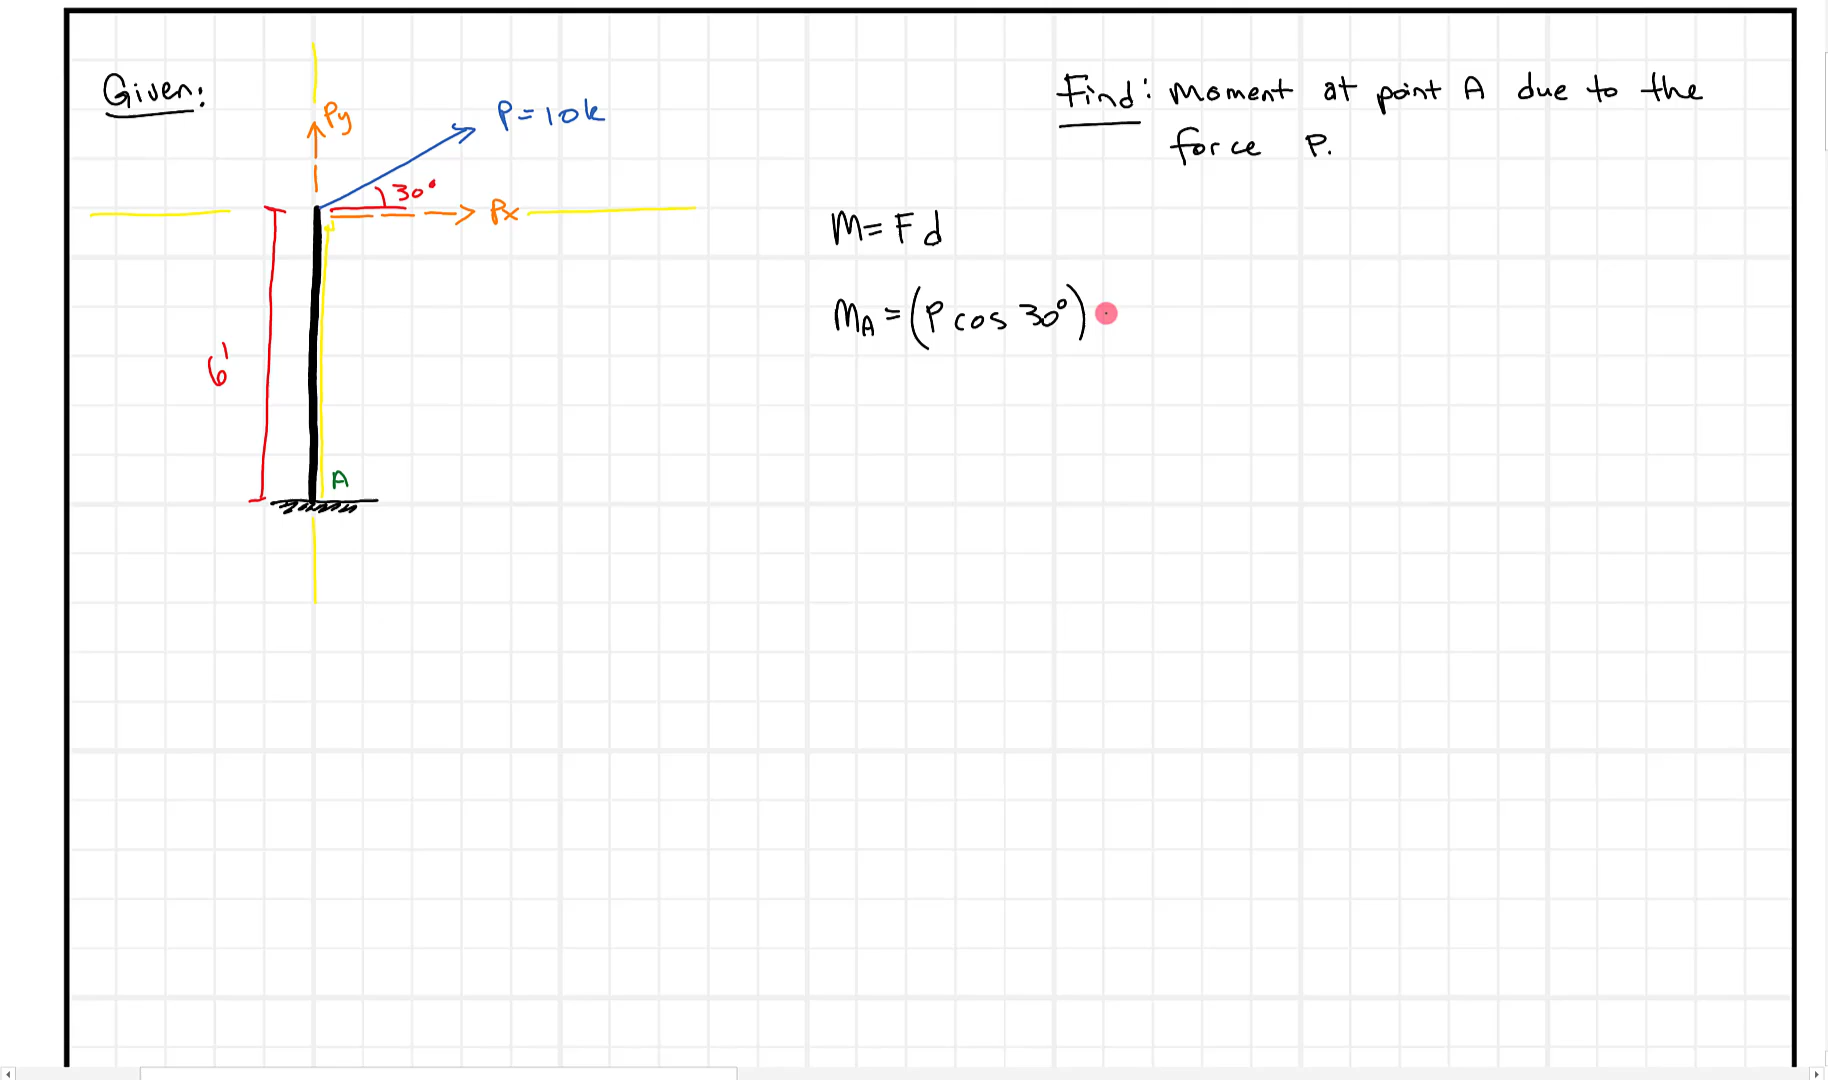 Given:
Find: Moment at point A due to the
force P.
Py
P=10k
30°
Px
M=Fd
MA=(P cos 30°)
6'
A